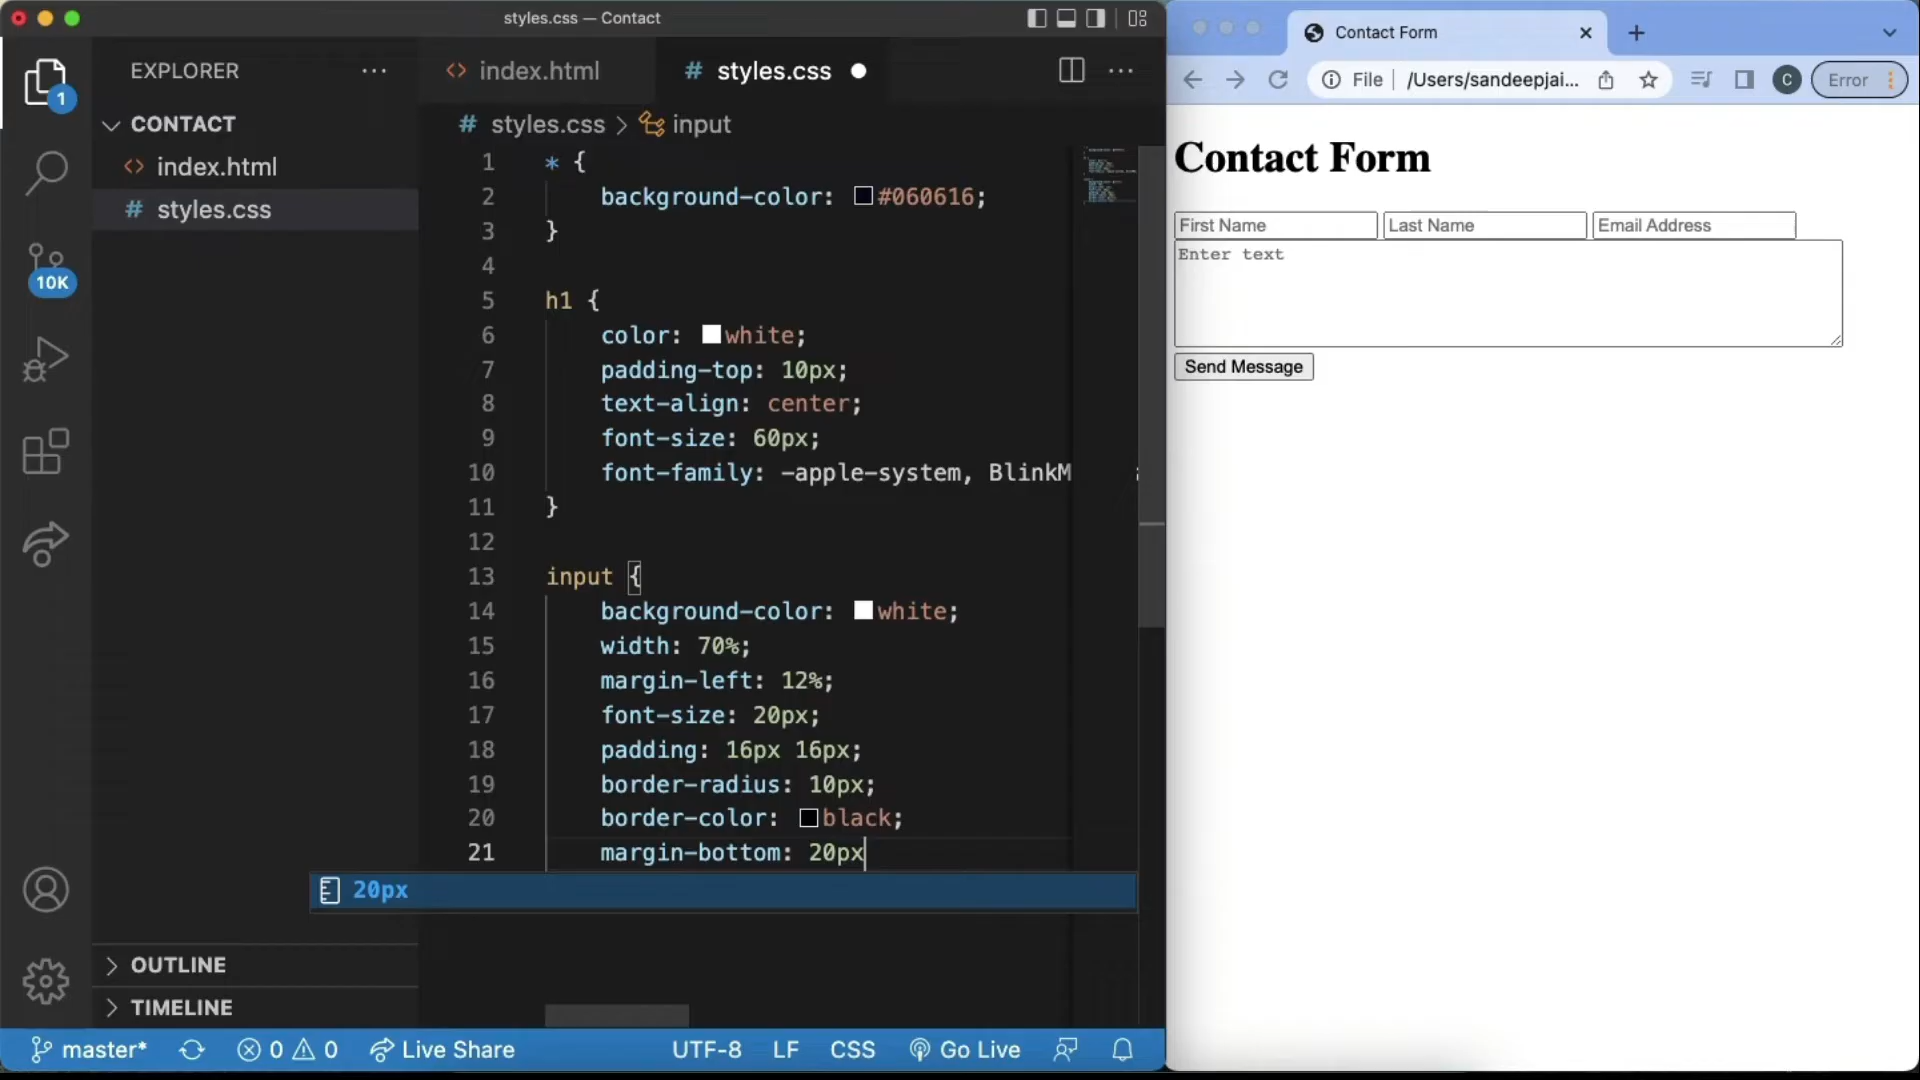 styles.css — Contact
EXPLORER
CONTACT
index.html
styles.css
1
10K
OUTLINE
TIMELINE
index.html
# styles.css
# styles.css > input
1 * {
2 background-color: #060616;
3 }
4
5 h1 {
6 color: white;
7 padding-top: 10px;
8 text-align: center;
9 font-size: 60px;
10 font-family: -apple-system, BlinkM
11 }
12
13 input {
14 background-color: white;
15 width: 70%;
16 margin-left: 12%;
17 font-size: 20px;
18 padding: 16px 16px;
19 border-radius: 10px;
20 border-color: black;
21 margin-bottom: 20px
20px
master* 0 0 Live Share UTF-8 LF CSS Go Live
Contact Form
File /Users/sandeepjai... C Error
Contact Form
First Name Last Name Email Address
Enter text
Send Message